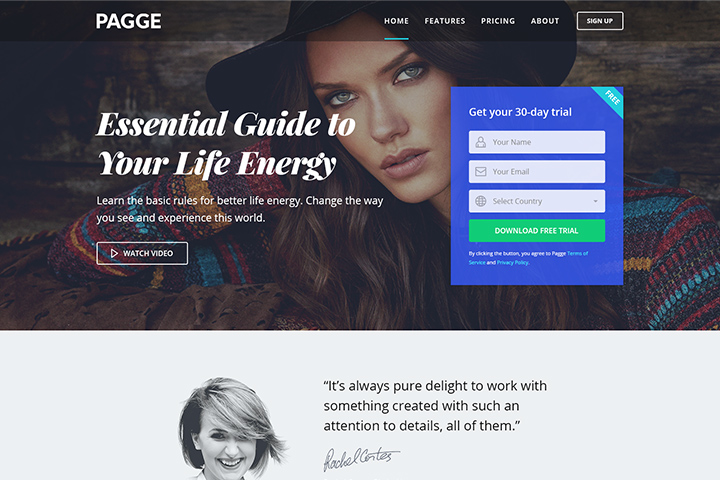 PAGGE
HOME FEATURES PRICING ABOUT SIGN UP
Essential Guide to
Your Life Energy
Learn the basic rules for better life energy. Change the way
you see and experience this world.
WATCH VIDEO
FREE
Get your 30-day trial
Your Name
Your Email
Select Country
DOWNLOAD FREE TRIAL
By clicking the button, you agree to Pagge Terms of
Service and Privacy Policy.
“It’s always pure delight to work with
something created with such an
attention to details, all of them.”
Rachel Cortes